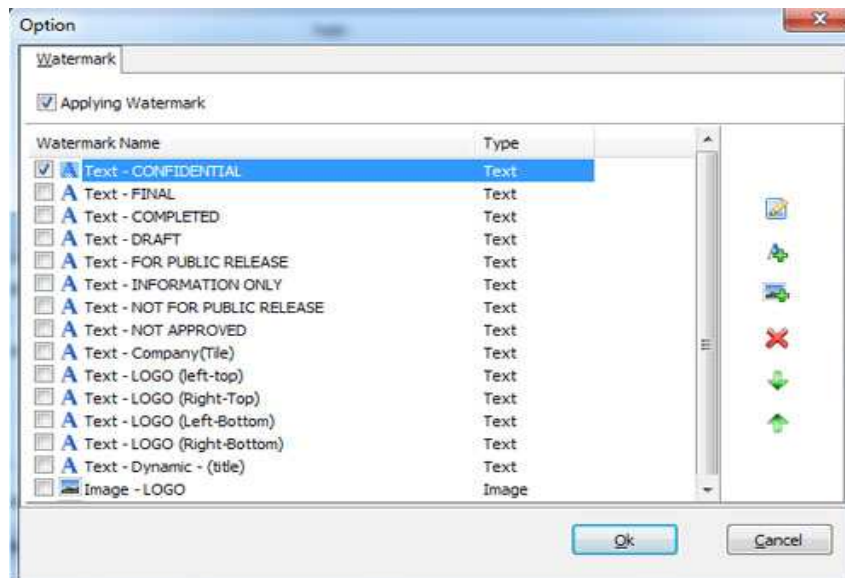 Option
Watermark
Applying Watermark
Watermark Name Type
Text - CONFIDENTIAL Text
Text - FINAL Text
Text - COMPLETED Text
Text - DRAFT Text
Text - FOR PUBLIC RELEASE Text
Text - INFORMATION ONLY Text
Text - NOT FOR PUBLIC RELEASE Text
Text - NOT APPROVED Text
Text - Company(Tile) Text
Text - LOGO (left-top) Text
Text - LOGO (Right-Top) Text
Text - LOGO (Left-Bottom) Text
Text - LOGO (Right-Bottom) Text
Text - Dynamic - (title) Text
Image - LOGO Image
Ok Cancel